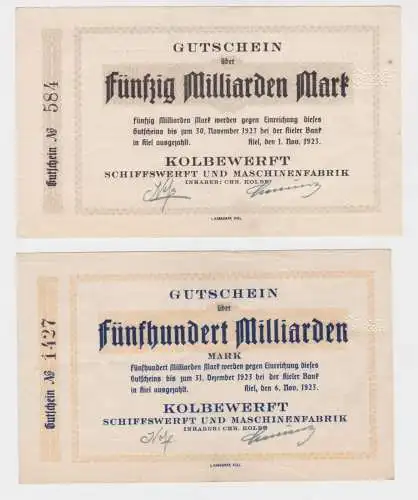 GUTSCHEIN
über
Fünfzig Milliarden Mark
Fünfzig Milliarden Mark werden gegen Einreichung dieses
Gutscheins bis zum 30. November 1923 bei der Kieler Bank
in Kiel ausgezahlt. Kiel, den 1. Nov. 1923.
KOLBEWERFT
SCHIFFSWERFT UND MASCHINENFABRIK
INHABER: CHR. KOLBE
Gutschein № 584
GUTSCHEIN
über
Fünfhundert Milliarden
MARK
Fünfhundert Milliarden Mark werden gegen Einreichung dieses
Gutscheins bis zum 31. Dezember 1923 bei der Kieler Bank
in Kiel ausgezahlt. Kiel, den 6. Nov. 1923.
KOLBEWERFT
SCHIFFSWERFT UND MASCHINENFABRIK
INHABER: CHR. KOLBE
Gutschein № 1427